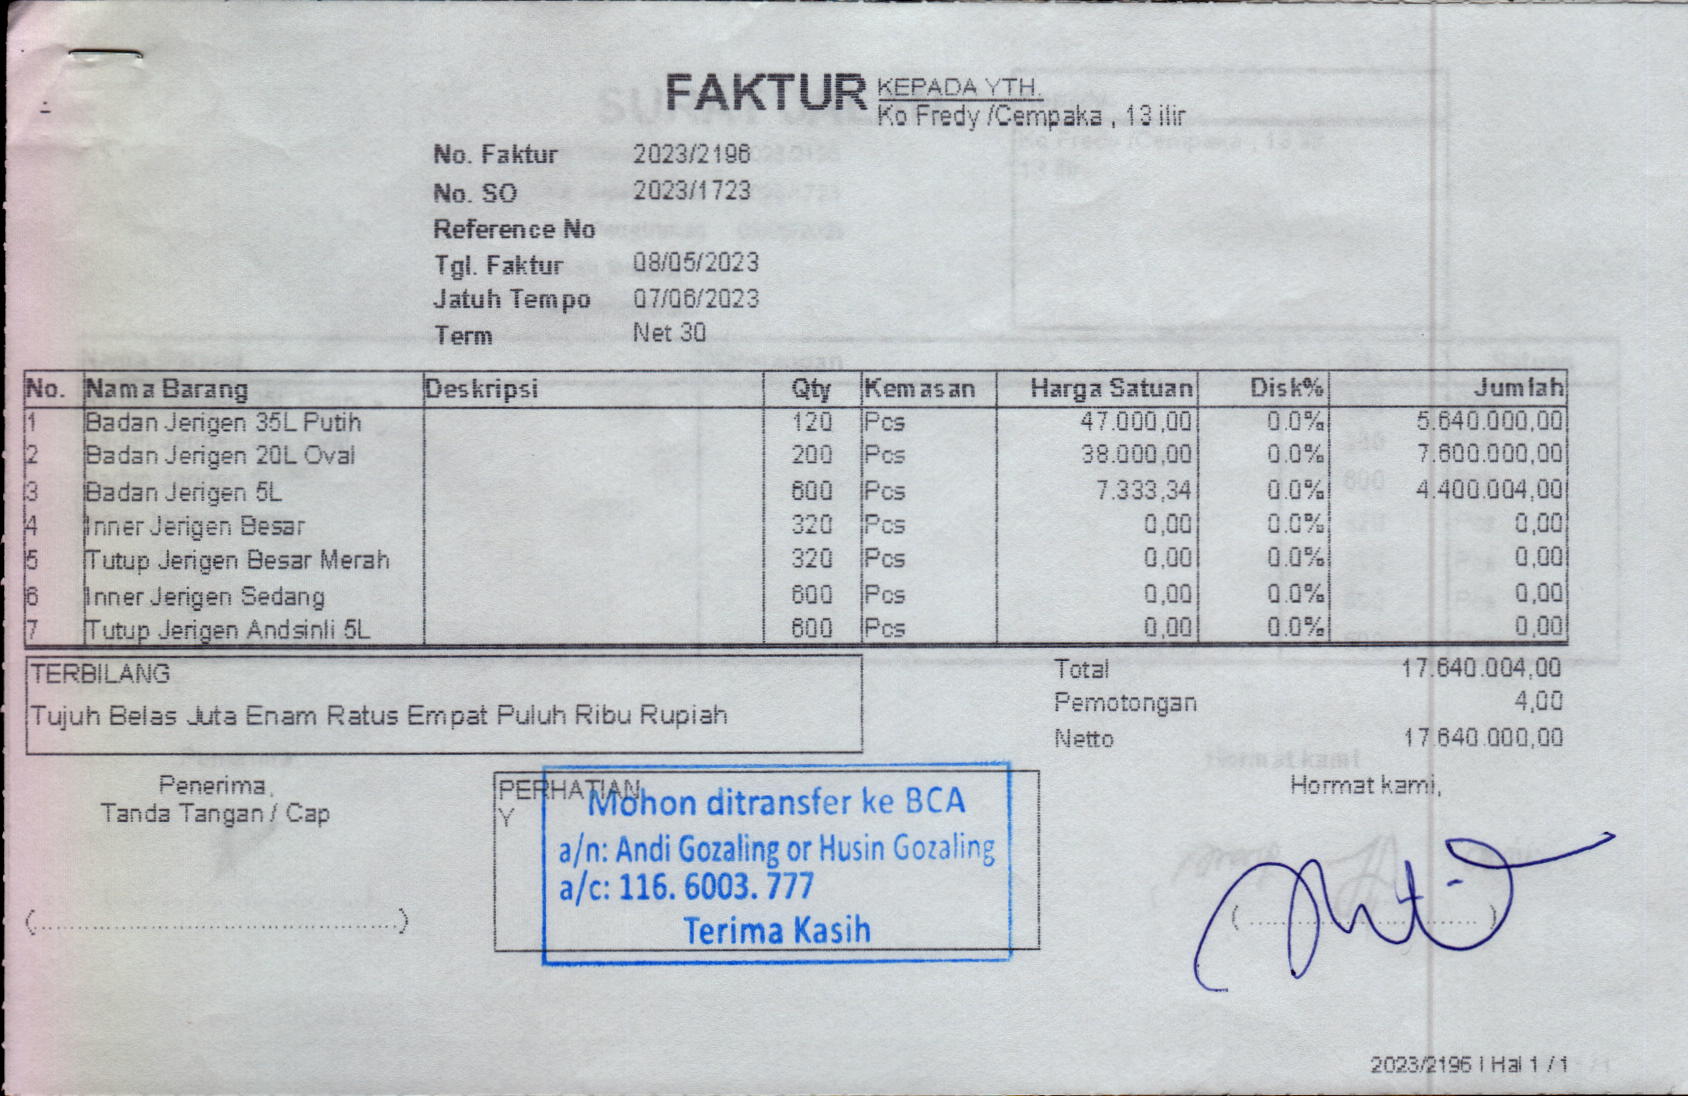 FAKTUR
KEPADA YTH.
Ko Fredy /Cempaka , 13 ilir
No. Faktur 2023/2196
No. SO 2023/1723
Reference No
Tgl. Faktur 08/05/2023
Jatuh Tempo 07/06/2023
Term Net 30
No. Nama Barang Deskripsi Qty Kemasan Harga Satuan Disk% Jumlah
1 Badan Jerigen 35L Putih 120 Pcs 47.000,00 0.0% 5.640.000,00
2 Badan Jerigen 20L Oval 200 Pcs 38.000,00 0.0% 7.600.000,00
3 Badan Jerigen 5L 600 Pcs 7.333,34 0.0% 4.400.004,00
4 Inner Jerigen Besar 320 Pcs 0,00 0.0% 0,00
5 Tutup Jerigen Besar Merah 320 Pcs 0,00 0.0% 0,00
6 Inner Jerigen Sedang 600 Pcs 0,00 0.0% 0,00
7 Tutup Jerigen Andsinli 5L 600 Pcs 0,00 0.0% 0,00
TERBILANG
Tujuh Belas Juta Enam Ratus Empat Puluh Ribu Rupiah
Total 17.640.004,00
Pemotongan 4,00
Netto 17.640.000,00
Penerima,
Tanda Tangan / Cap
(..........)
PERHATIAN
Y
Mohon ditransfer ke BCA
a/n: Andi Gozaling or Husin Gozaling
a/c: 116. 6003. 777
Terima Kasih
Hormat kami,
(..........)
2023/2196 | Hal 1 / 1